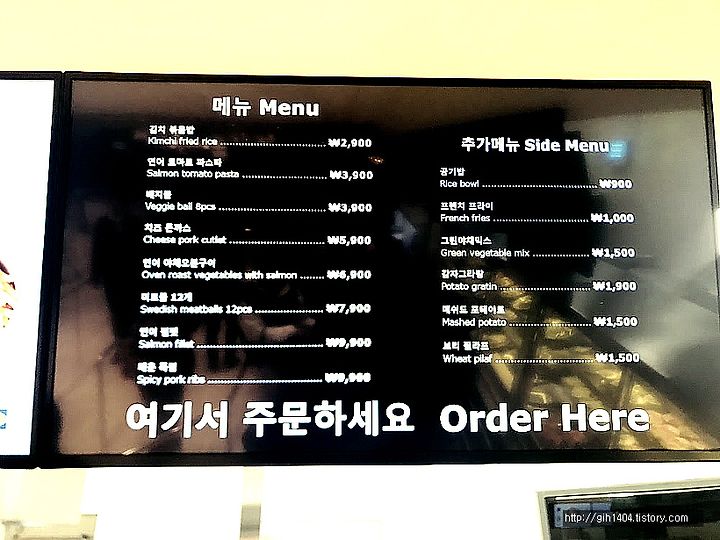 메뉴 Menu
김치 볶음밥
Kimchi fried rice ........ ₩2,900
연어 토마토 파스타
Salmon tomato pasta ........ ₩3,900
베지볼
Veggie ball 8pcs ........ ₩3,900
치즈 돈까스
Cheese pork cutlet ........ ₩5,900
연어 야채오븐구이
Oven roast vegetables with salmon ........ ₩6,900
미트볼 12개
Swedish meatballs 12pcs ........ ₩7,900
연어 필렛
Salmon fillet ........ ₩9,900
매운 폭립
Spicy pork ribs ........ ₩9,900
추가메뉴 Side Menu
공기밥
Rice bowl ........ ₩900
프렌치 프라이
French fries ........ ₩1,000
그린야채믹스
Green vegetable mix ........ ₩1,500
감자그라탕
Potato gratin ........ ₩1,900
매쉬드 포테이토
Mashed potato ........ ₩1,500
보리 필라프
Wheat pilaf ........ ₩1,500
여기서 주문하세요 Order Here
http://gih1404.tistory.com